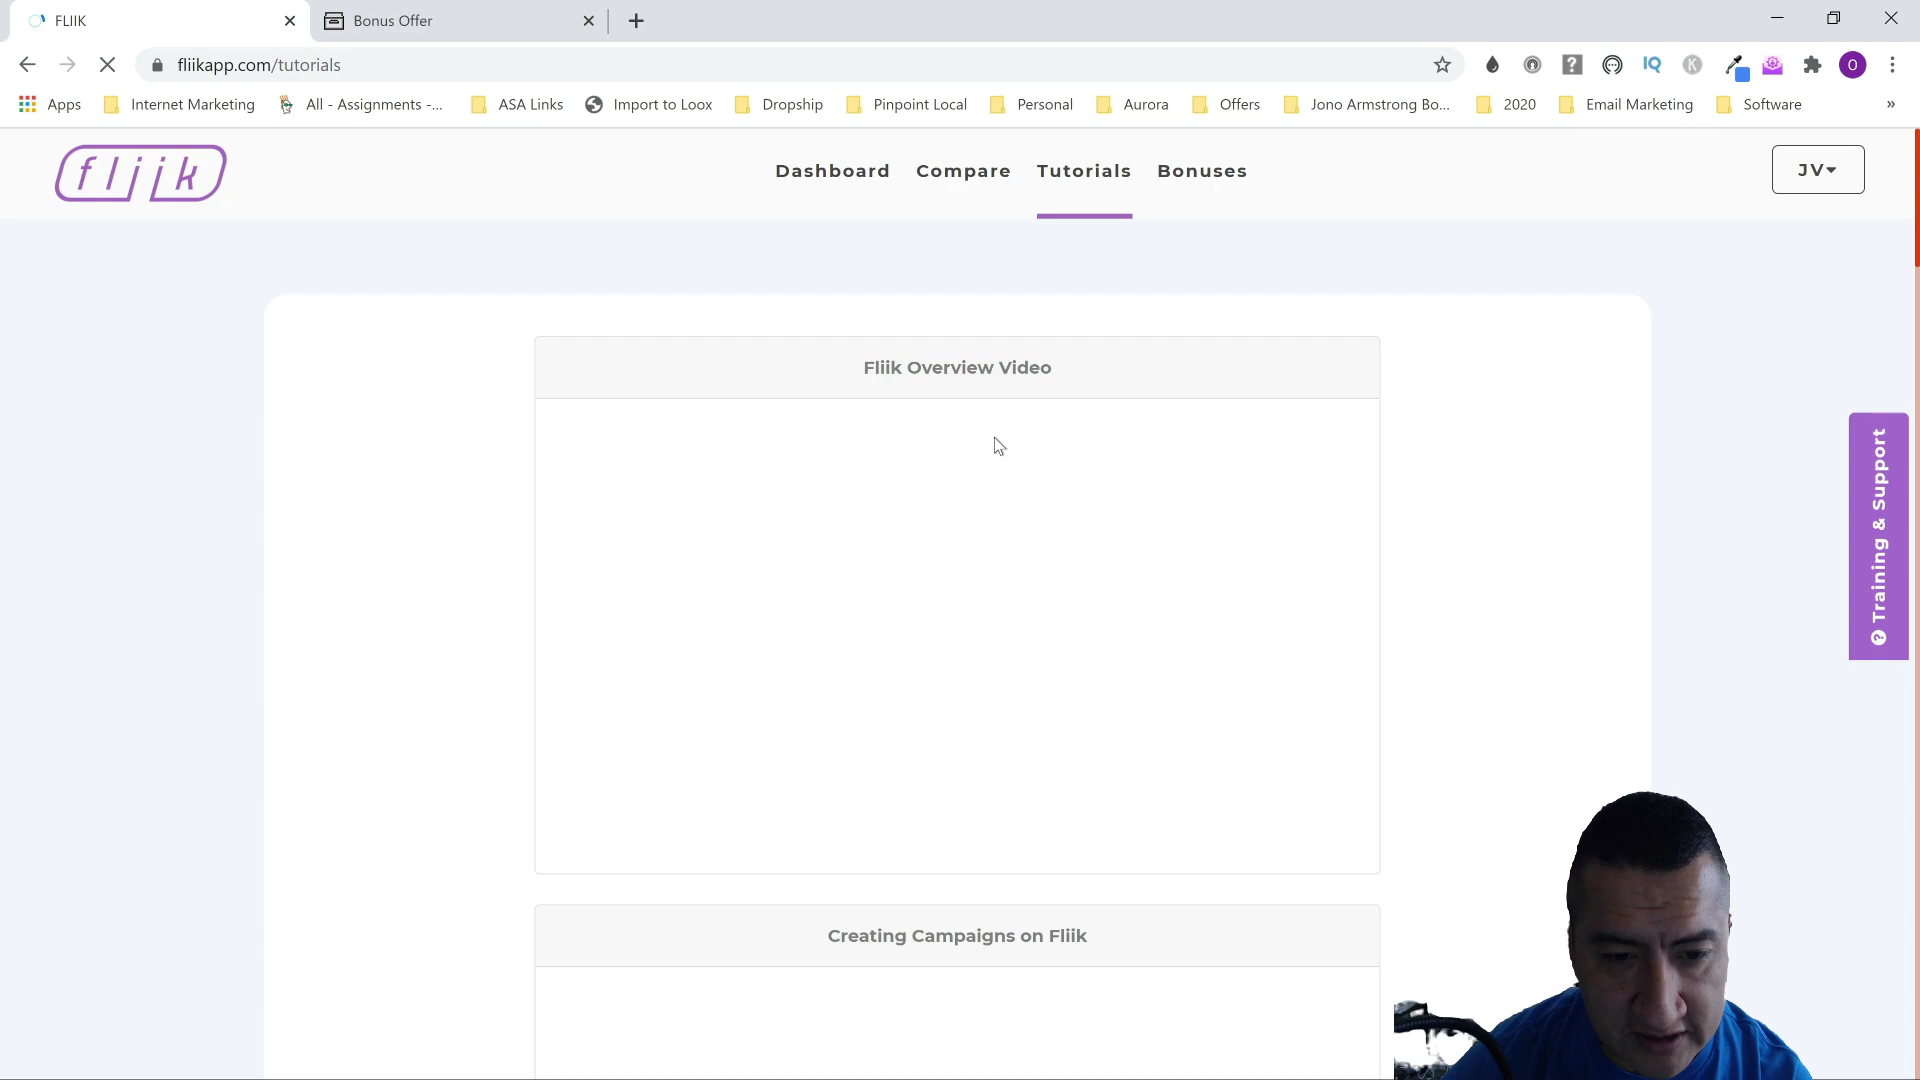 FLIIK
Bonus Offer
fliikapp.com/tutorials
IQ
K
O
Apps
Internet Marketing
All - Assignments -...
ASA Links
Import to Loox
Dropship
Pinpoint Local
Personal
Aurora
Offers
Jono Armstrong Bo...
2020
Email Marketing
Software
»
fliik
Dashboard
Compare
Tutorials
Bonuses
JV
Fliik Overview Video
Training & Support
Creating Campaigns on Fliik